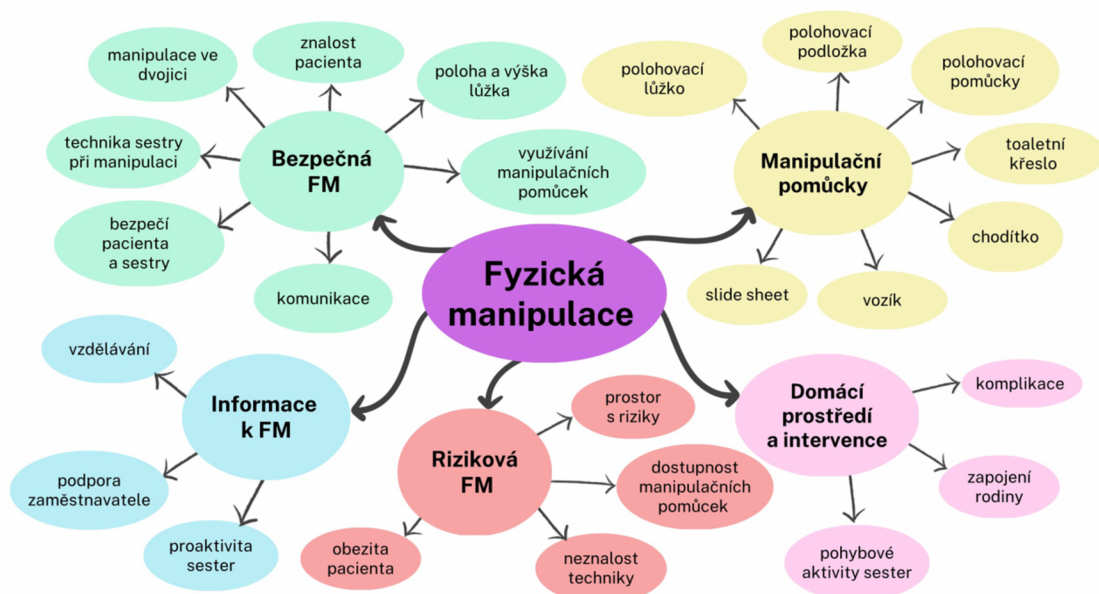 Fyzická
manipulace
Bezpečná
FM
manipulace ve
dvojici
znalost
pacienta
poloha a výška
lůžka
technika sestry
při manipulaci
využívání
manipulačních
pomůcek
bezpečí
pacienta
a sestry
komunikace
Manipulační
pomůcky
polohovací
lůžko
polohovací
podložka
polohovací
pomůcky
toaletní
křeslo
chodítko
vozík
slide sheet
Informace
k FM
vzdělávání
podpora
zaměstnavatele
proaktivita
sester
Riziková
FM
prostor
s riziky
dostupnost
manipulačních
pomůcek
neznalost
techniky
obezita
pacienta
Domácí
prostředí
a intervence
komplikace
zapojení
rodiny
pohybové
aktivity sester